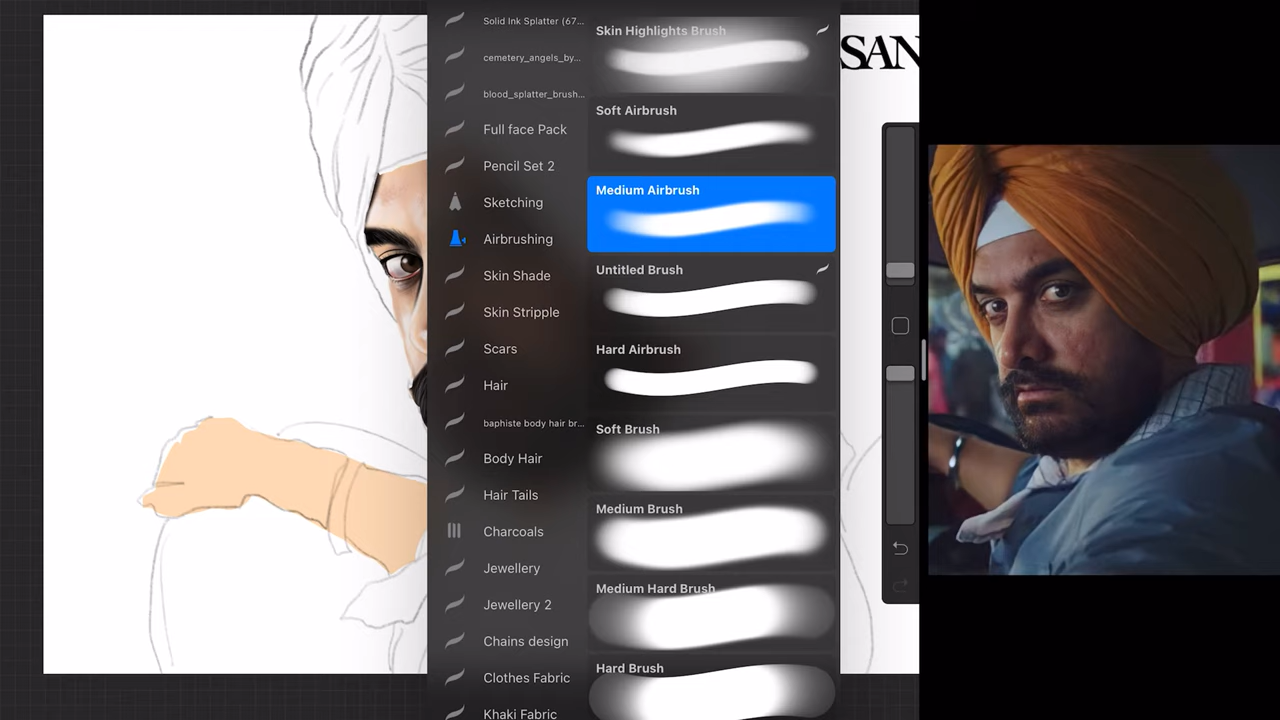 Solid Ink Splatter (67...
cemetery_angels_by...
blood_splatter_brush...
Full face Pack
Pencil Set 2
Sketching
Airbrushing
Skin Shade
Skin Stripple
Scars
Hair
baphiste body hair br...
Body Hair
Hair Tails
Charcoals
Jewellery
Jewellery 2
Chains design
Clothes Fabric
Khaki Fabric
Skin Highlights Brush
Soft Airbrush
Medium Airbrush
Untitled Brush
Hard Airbrush
Soft Brush
Medium Brush
Medium Hard Brush
Hard Brush
SAN